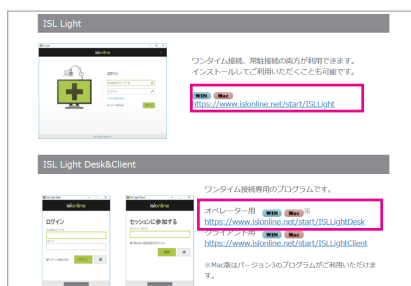 ISL Light
islonline
ログイン
ワンタイム接続、常駐接続の両方が利用できます。
インストールしてご利用いただくことも可能です。
WIN Mac
https://www.islonline.net/start/ISLLight
ISL Light Desk&Client
islonline
ログイン
islonline
セッションに参加する
ワンタイム接続専用のプログラムです。
オペレーター用 WIN Mac ※
https://www.islonline.net/start/ISLLightDesk
クライアント用 WIN Mac
https://www.islonline.net/start/ISLLightClient
※Mac版はバージョン3のプログラムがご利用いただけま
す。